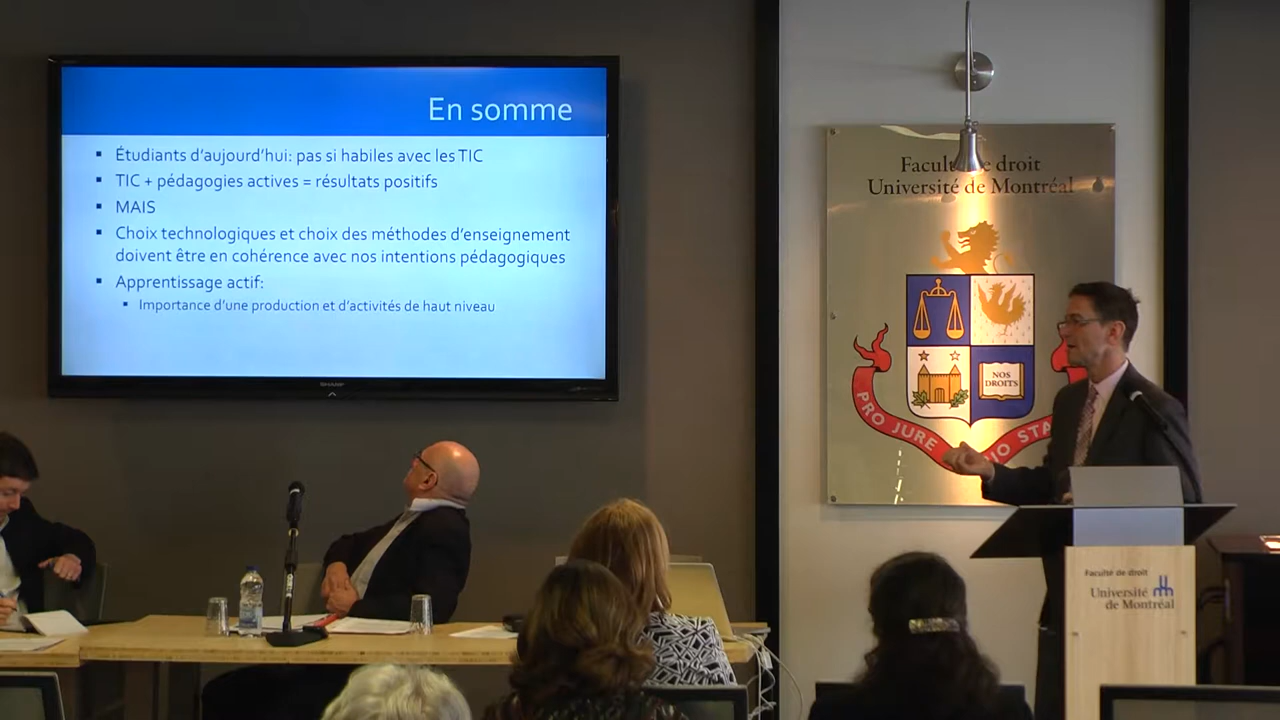 En somme
Étudiants d'aujourd'hui: pas si habiles avec les TIC
TIC + pédagogies actives = résultats positifs
MAIS
Choix technologiques et choix des méthodes d'enseignement
doivent être en cohérence avec nos intentions pédagogiques
Apprentissage actif:
Importance d'une production et d'activités de haut niveau
SHARP
Faculté de droit
Université de Montréal
NOS
DROITS
PRO JURE
IO STA
Faculté de droit
Université
de Montréal